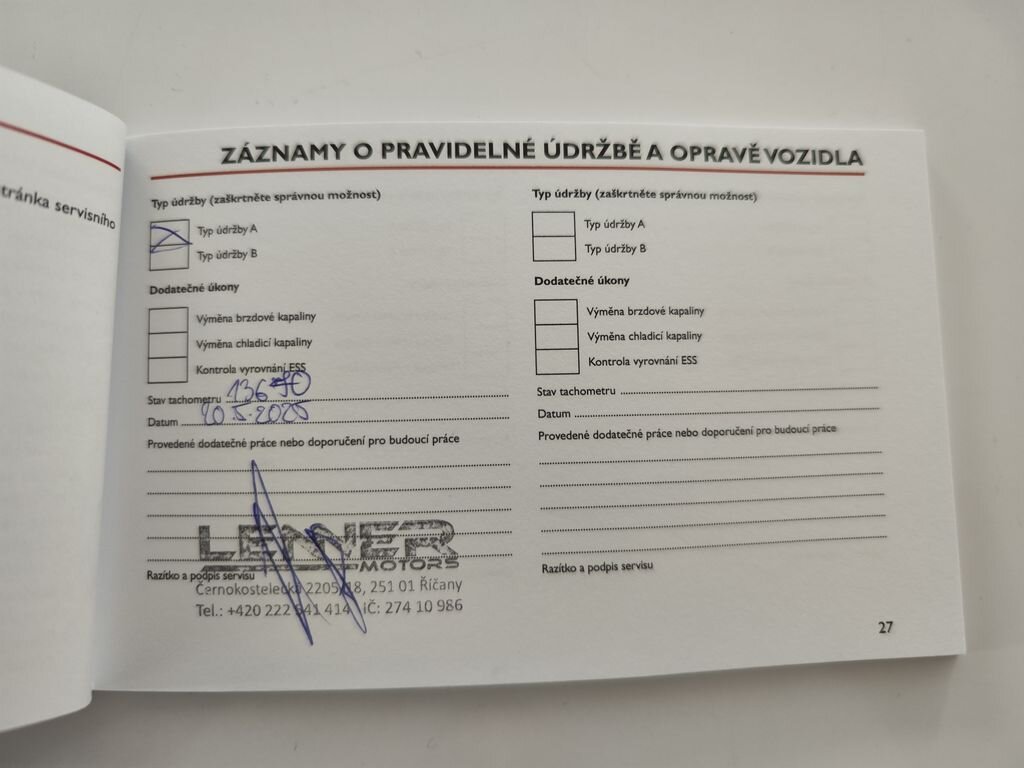 tránka servisního
ZÁZNAMY O PRAVIDELNÉ ÚDRŽBĚ A OPRAVĚ VOZIDLA
Typ údržby (zaškrtněte správnou možnost)
Typ údržby A
Typ údržby B
Dodatečné úkony
Výměna brzdové kapaliny
Výměna chladicí kapaliny
Kontrola vyrovnání ESS
Stav tachometru
Datum
Provedené dodatečné práce nebo doporučení pro budoucí práce
MOTORS
Razítko a podpis servisu
Černokostelecká 2205/18, 251 01 Říčany
Tel.: +420 222 941 414, IČ: 274 10 986
Typ údržby (zaškrtněte správnou možnost)
Typ údržby A
Typ údržby B
Dodatečné úkony
Výměna brzdové kapaliny
Výměna chladicí kapaliny
Kontrola vyrovnání ESS
Stav tachometru
Datum
Provedené dodatečné práce nebo doporučení pro budoucí práce
Razítko a podpis servisu
27